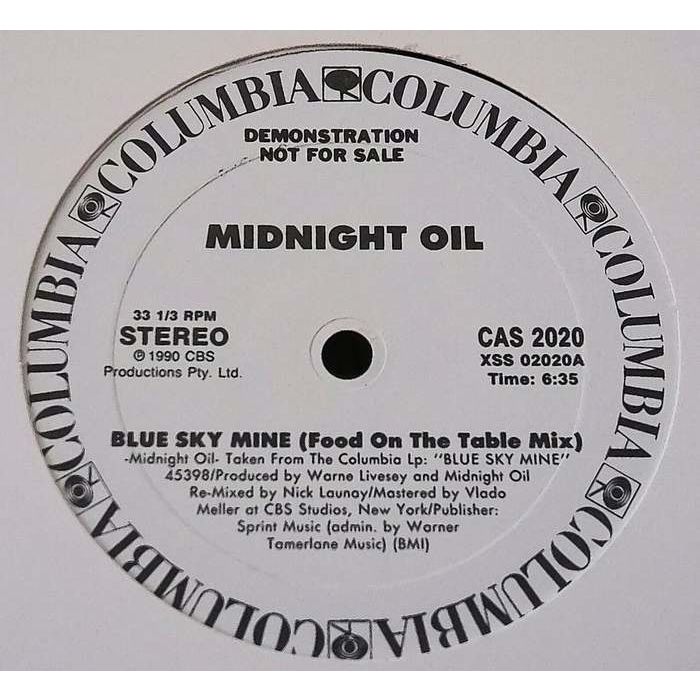 COLUMBIA COLUMBIA COLUMBIA COLUMBIA COLUMBIA COLUMBIA COLUMBIA
DEMONSTRATION
NOT FOR SALE
MIDNIGHT OIL
33 1/3 RPM
STEREO
℗ 1990 CBS
Productions Pty. Ltd.
CAS 2020
XSS 02020A
Time: 6:35
BLUE SKY MINE (Food On The Table Mix)
-Midnight Oil- Taken From The Columbia Lp: "BLUE SKY MINE"
45398/Produced by Warne Livesey and Midnight Oil
Re-Mixed by Nick Launay/Mastered by Vlado
Meller at CBS Studios, New York/Publisher:
Sprint Music (admin. by Warner
Tamerlane Music) (BMI)